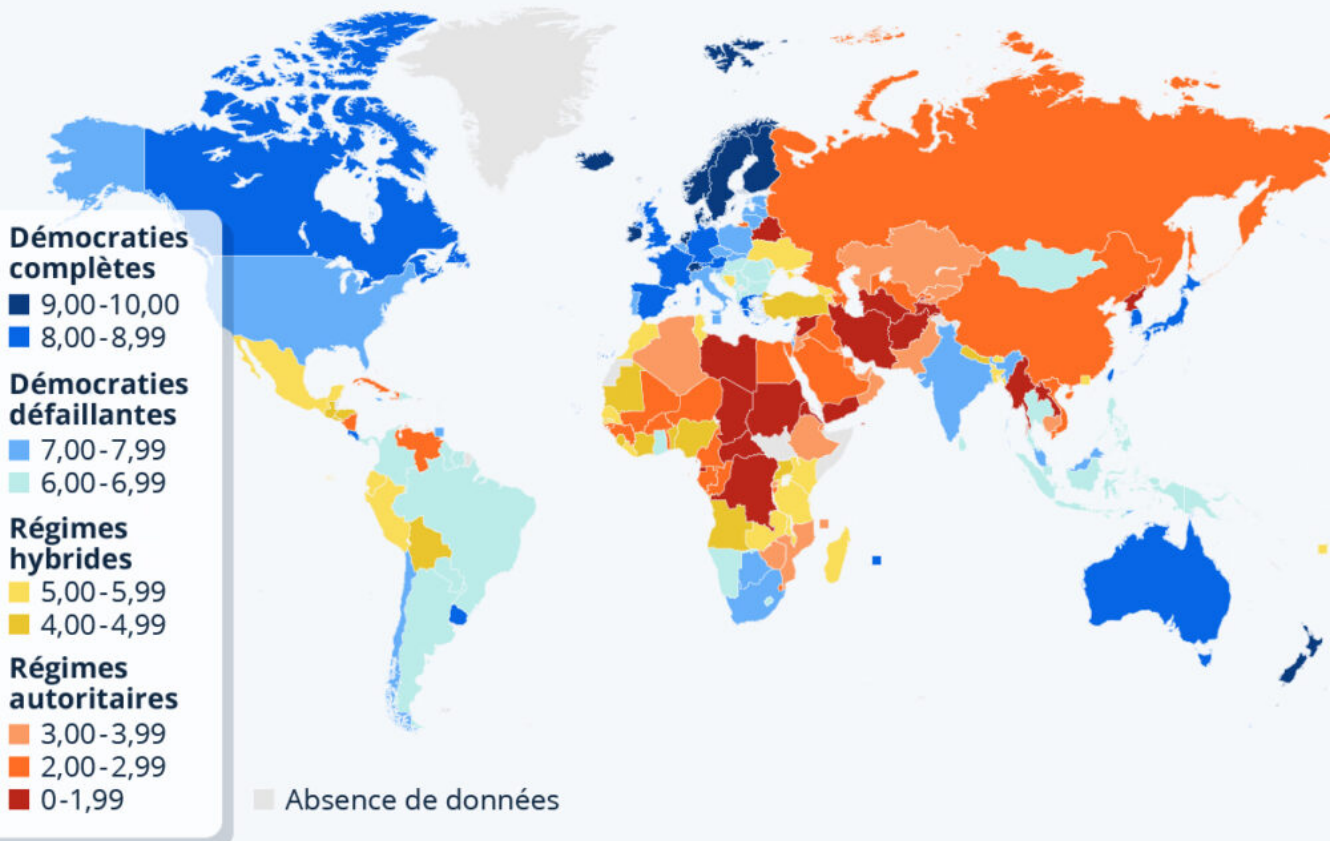 Démocraties
complètes
9,00-10,00
8,00-8,99
Démocraties
défaillantes
7,00-7,99
6,00-6,99
Régimes
hybrides
5,00-5,99
4,00-4,99
Régimes
autoritaires
3,00-3,99
2,00-2,99
0-1,99
Absence de données